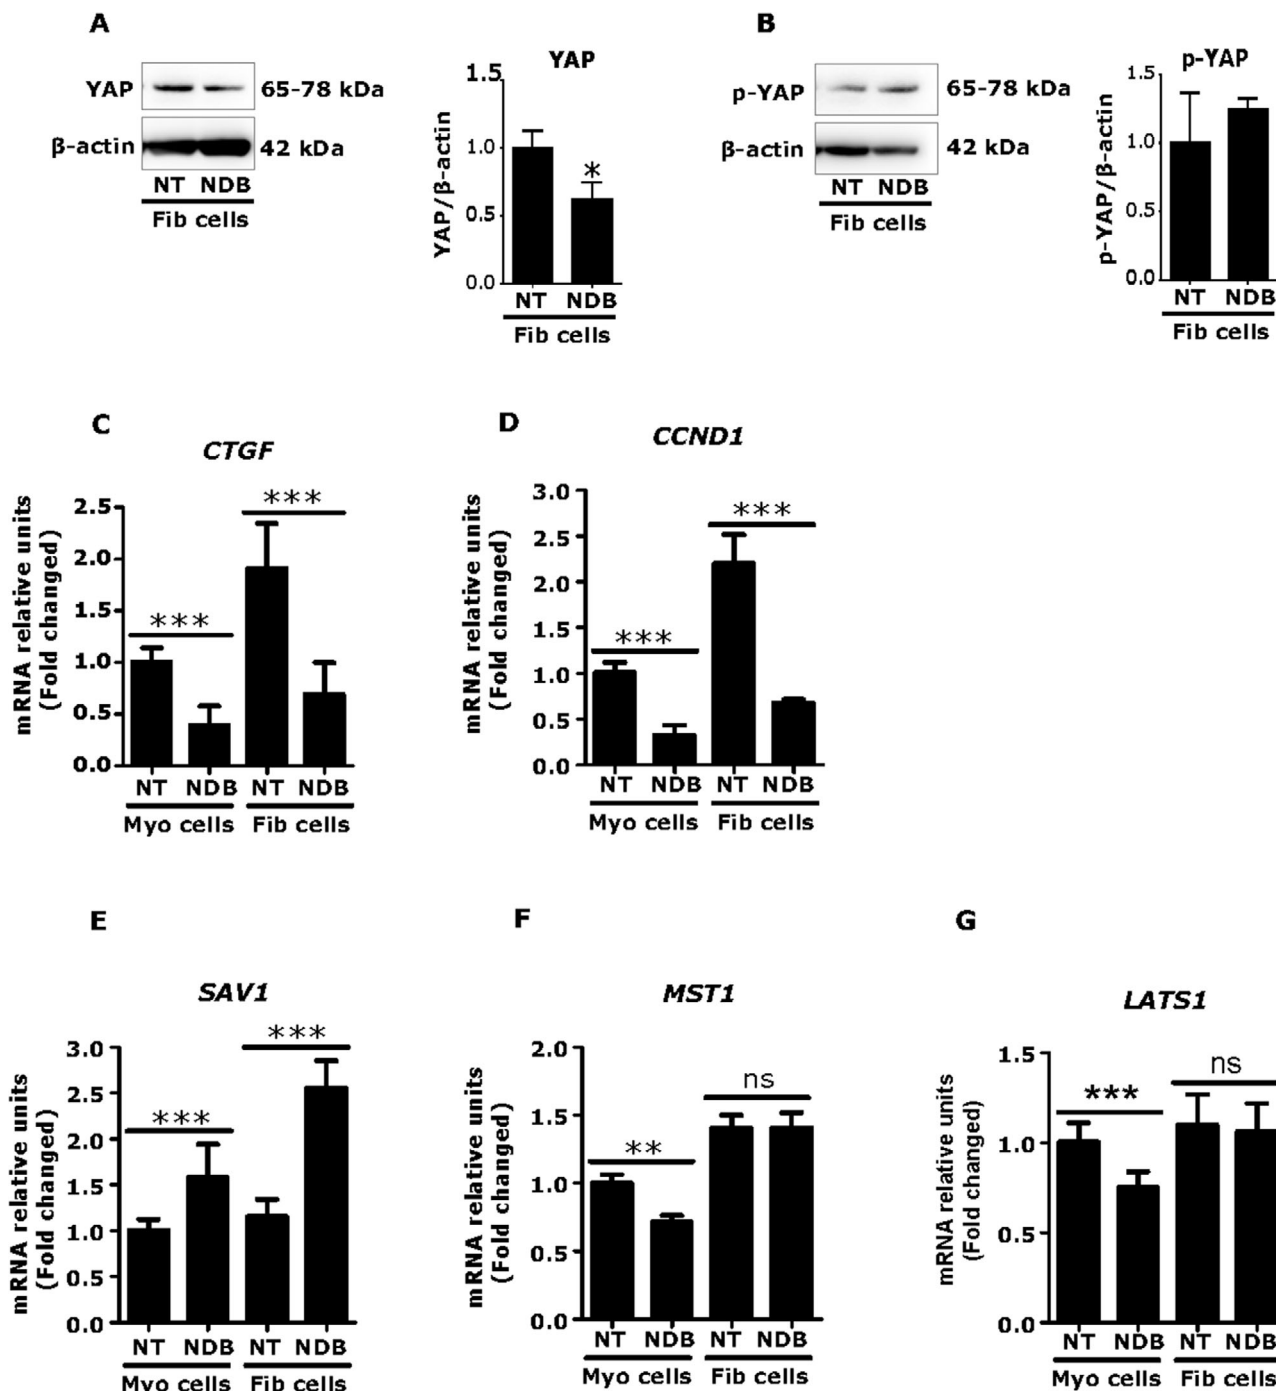 A
YAP
65-78 kDa
β-actin
42 kDa
NT NDB
Fib cells
YAP
YAP/β-actin
1.5
1.0
0.5
0.0
*
NT NDB
Fib cells
B
p-YAP
65-78 kDa
β-actin
42 kDa
NT NDB
Fib cells
p-YAP
p-YAP/β-actin
1.5
1.0
0.5
0.0
NT NDB
Fib cells
C
CTGF
mRNA relative units
(Fold changed)
2.5
2.0
1.5
1.0
0.5
0.0
***
***
NT NDB NT NDB
Myo cells Fib cells
D
CCND1
mRNA relative units
(Fold changed)
3.0
2.5
2.0
1.5
1.0
0.5
0.0
***
***
NT NDB NT NDB
Myo cells Fib cells
E
SAV1
mRNA relative units
(Fold changed)
3.0
2.5
2.0
1.5
1.0
0.5
0.0
***
***
NT NDB NT NDB
Myo cells Fib cells
F
MST1
mRNA relative units
(Fold changed)
2.0
1.5
1.0
0.5
0.0
**
ns
NT NDB NT NDB
Myo cells Fib cells
G
LATS1
mRNA relative units
(Fold changed)
1.5
1.0
0.5
0.0
***
ns
NT NDB NT NDB
Myo cells Fib cells